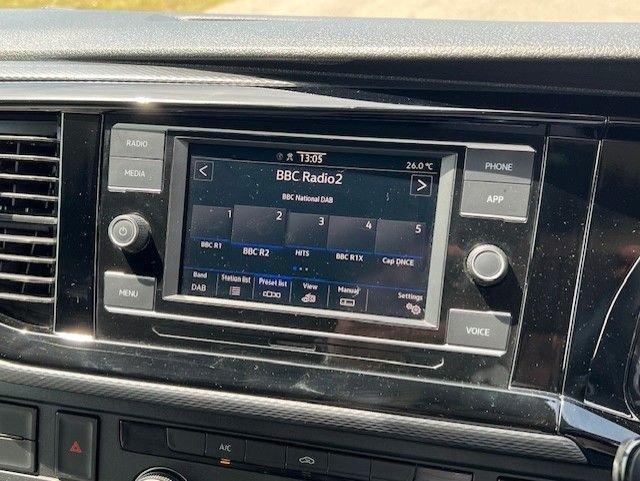 RADIO
MEDIA
MENU
13:05
26.0 °C
BBC Radio2
BBC National DAB
1 2 3 4 5
BBC R1 BBC R2 HITS BBC R1X Cap DNCE
Band Station list Preset list View Manual Settings
DAB
PHONE
APP
VOICE
A/C